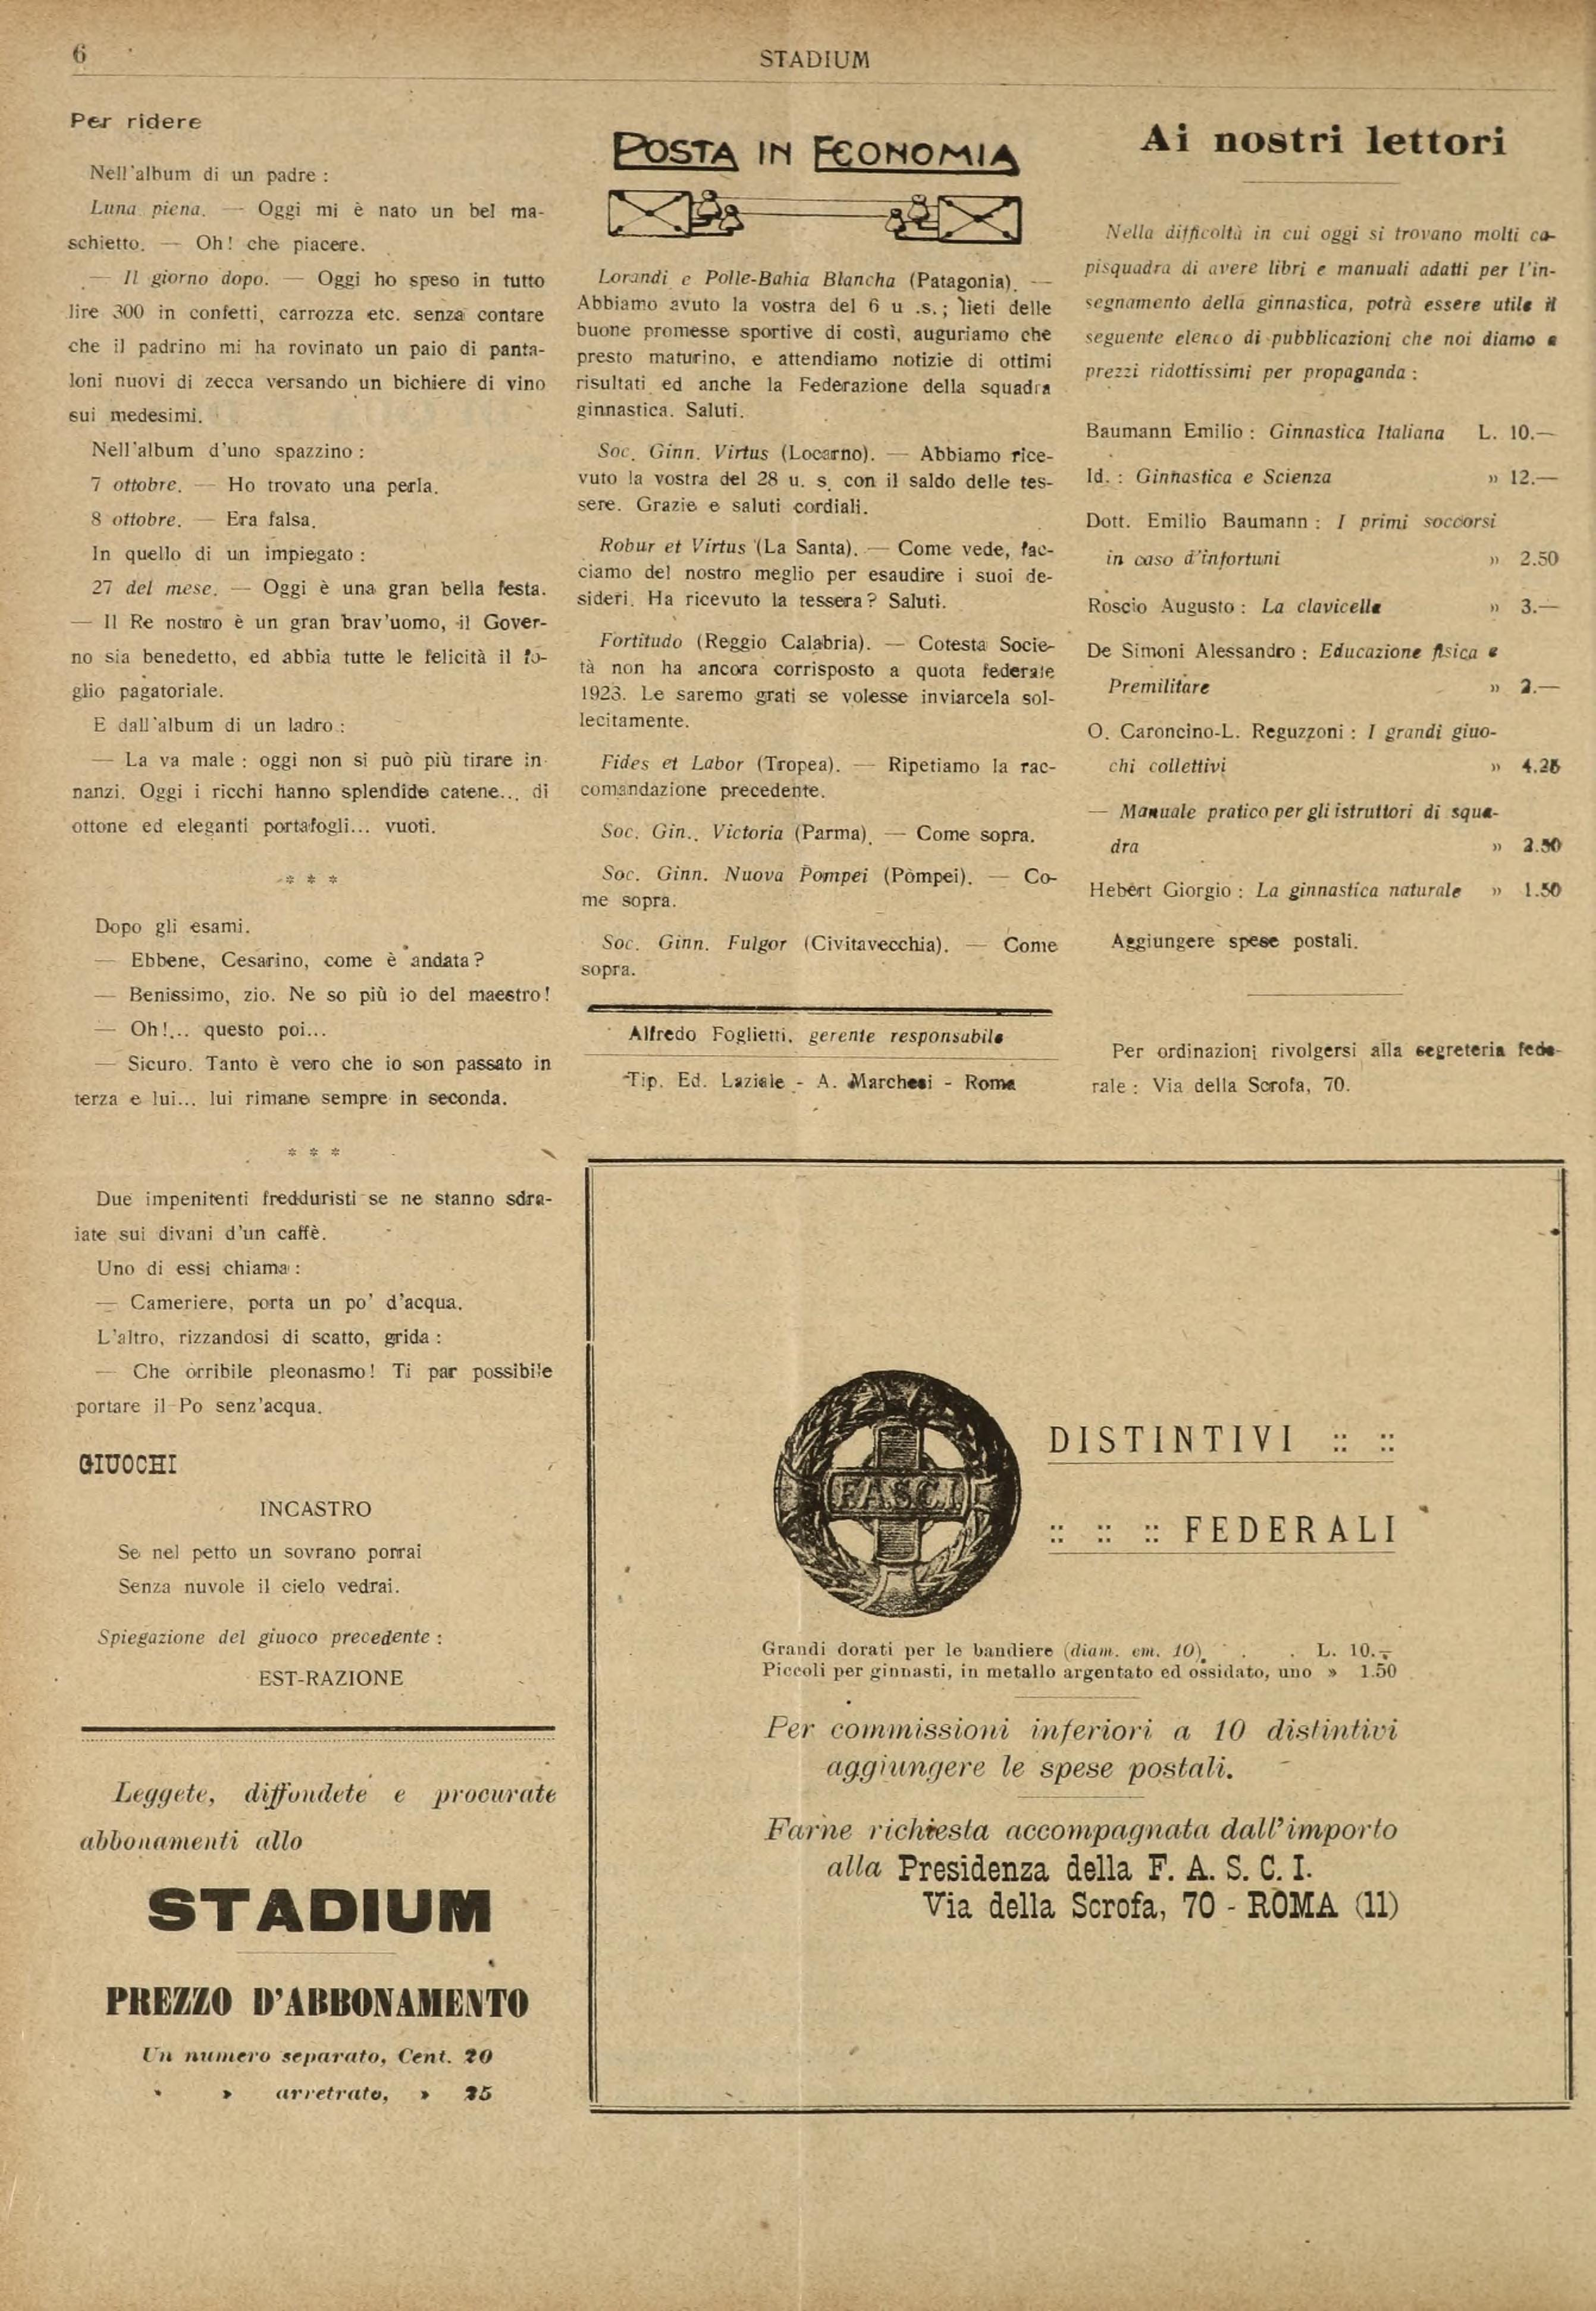 6
STADIUM
Per ridere
Nell'album di un padre :
Luna piena. — Oggi mi è nato un bel ma-
schietto. — Oh! che piacere.
— Il giorno dopo. — Oggi ho speso in tutto
lire 300 in confetti, carrozza etc. senza contare
che il padrino mi ha rovinato un paio di panta-
loni nuovi di zecca versando un bichiere di vino
sui medesimi.
Nell'album d'uno spazzino :
7 ottobre. — Ho trovato una perla.
8 ottobre. — Era falsa.
In quello di un impiegato :
27 del mese. — Oggi è una gran bella festa.
— Il Re nostro è un gran brav'uomo, il Gover-
no sia benedetto, ed abbia tutte le felicità il fo-
glio pagatoriale.
E dall'album di un ladro :
— La va male : oggi non si può più tirare in-
nanzi. Oggi i ricchi hanno splendide catene... di
ottone ed eleganti portafogli... vuoti.
* * *
Dopo gli esami.
— Ebbene, Cesarino, come è andata?
— Benissimo, zio. Ne so più io del maestro!
— Oh!... questo poi...
— Sicuro. Tanto è vero che io son passato in
terza e lui... lui rimane sempre in seconda.
* * *
Due impenitenti fredduristi se ne stanno sdra-
iate sui divani d'un caffè.
Uno di essi chiama :
— Cameriere, porta un po' d'acqua.
L'altro, rizzandosi di scatto, grida :
— Che orribile pleonasmo! Ti par possibile
portare il Po senz'acqua.
GIUOCHI
INCASTRO
Se nel petto un sovrano porrai
Senza nuvole il cielo vedrai.
Spiegazione del giuoco precedente :
EST-RAZIONE
Leggete, diffondete e procurate
abbonamenti allo
STADIUM
PREZZO D'ABBONAMENTO
Un numero separato, Cent. 20
» » arretrato, » 25
POSTA IN ECONOMIA
Lorandi e Polle-Bahia Blancha (Patagonia). —
Abbiamo avuto la vostra del 6 u .s.; lieti delle
buone promesse sportive di costì, auguriamo che
presto maturino, e attendiamo notizie di ottimi
risultati ed anche la Federazione della squadra
ginnastica. Saluti.
Soc. Ginn. Virtus (Locarno). — Abbiamo rice-
vuto la vostra del 28 u. s. con il saldo delle tes-
sere. Grazie e saluti cordiali.
Robur et Virtus (La Santa). — Come vede, fac-
ciamo del nostro meglio per esaudire i suoi de-
sideri. Ha ricevuto la tessera? Saluti.
Fortitudo (Reggio Calabria). — Cotesta Socie-
tà non ha ancora corrisposto a quota federale
1923. Le saremo grati se volesse inviarcela sol-
lecitamente.
Fides et Labor (Tropea). — Ripetiamo la rac-
comandazione precedente.
Soc. Gin.. Victoria (Parma). — Come sopra.
Soc. Ginn. Nuova Pompei (Pompei). — Co-
me sopra.
Soc. Ginn. Fulgor (Civitavecchia). — Come
sopra.
Alfredo Foglietti, gerente responsabile
Tip. Ed. Laziale - A. Marchesi - Roma
Ai nostri lettori
Nella difficoltà in cui oggi si trovano molti ca-
pisquadra di avere libri e manuali adatti per l'in-
segnamento della ginnastica, potrà essere utile il
seguente elenco di pubblicazioni che noi diamo a
prezzi ridottissimi per propaganda :
Baumann Emilio : Ginnastica Italiana L. 10.—
Id. : Ginnastica e Scienza » 12.—
Dott. Emilio Baumann : I primi soccorsi
in caso d'infortuni » 2.50
Roscio Augusto : La clavicella » 3.—
De Simoni Alessandro : Educazione fisica e
Premilitare » 2.—
O. Caroncino-L. Reguzzoni : I grandi giuo-
chi collettivi » 4.25
— Manuale pratico per gli istruttori di squa-
dra » 2.50
Hebert Giorgio : La ginnastica naturale » 1.50
Aggiungere spese postali.
Per ordinazioni rivolgersi alla segreteria fede-
rale : Via della Scrofa, 70.
FASCI
DISTINTIVI :: ::
:: :: :: FEDERALI
Grandi dorati per le bandiere (diam. cm. 10). . . L. 10.—
Piccoli per ginnasti, in metallo argentato ed ossidato, uno » 1.50
Per commissioni inferiori a 10 distintivi
aggiungere le spese postali.
Farne richiesta accompagnata dall'importo
alla Presidenza della F. A. S. C. I.
Via della Scrofa, 70 - ROMA (11)